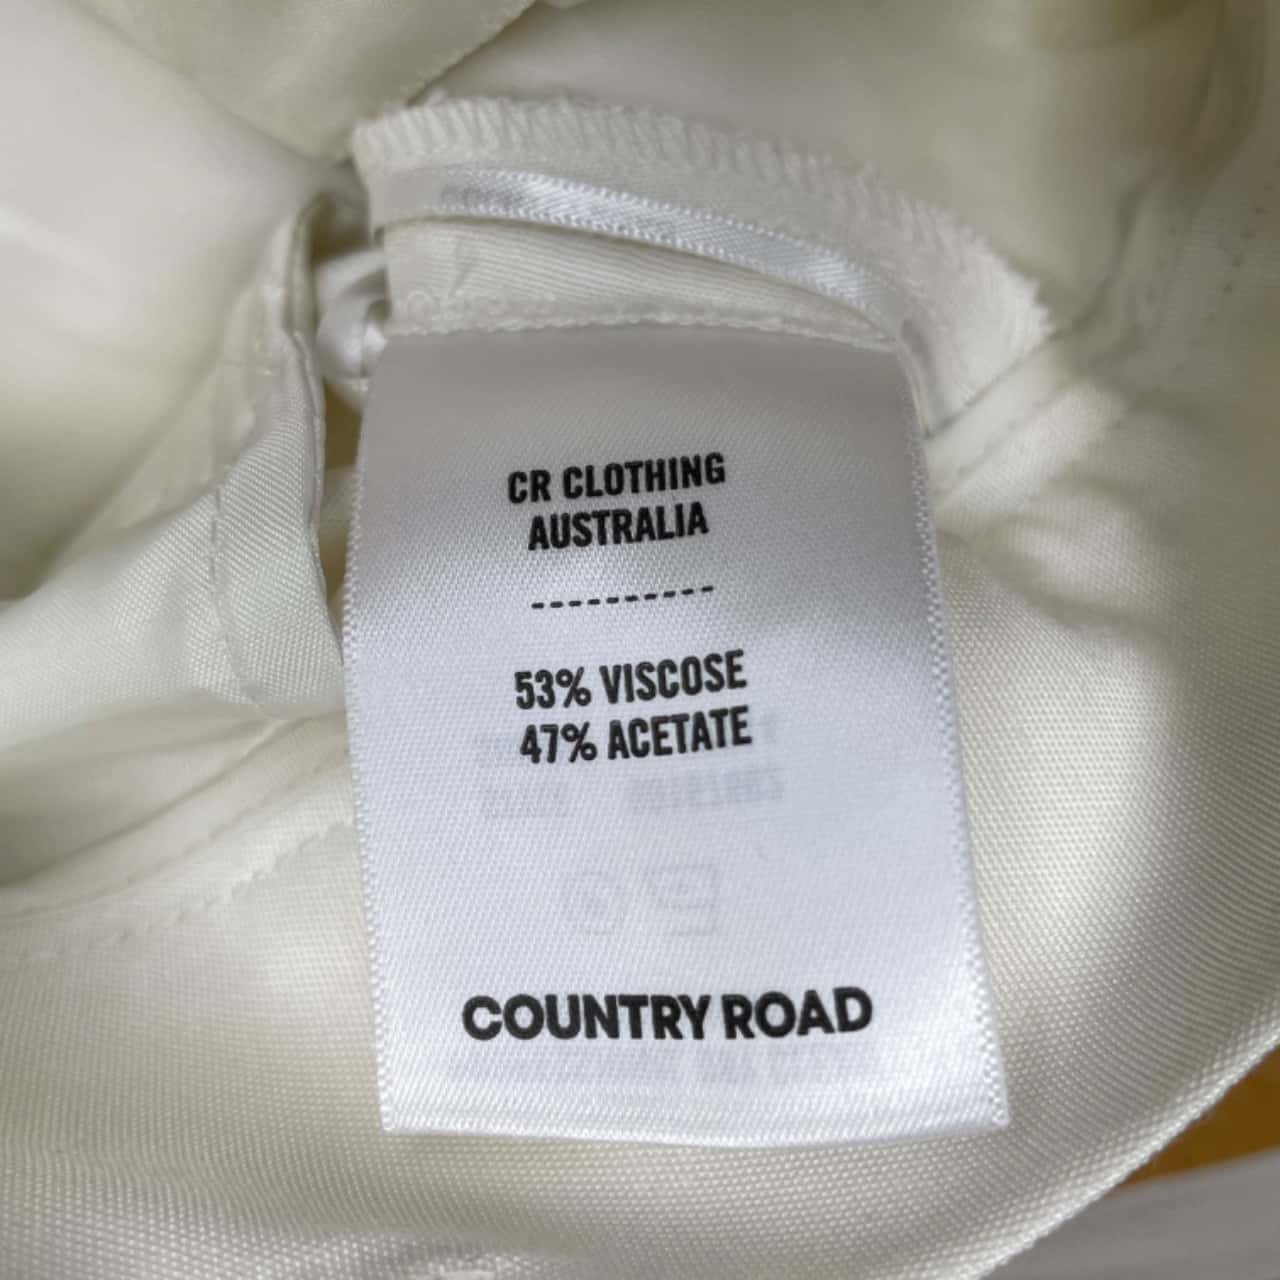 CR CLOTHING
AUSTRALIA
----------
53% VISCOSE
47% ACETATE
COUNTRY ROAD